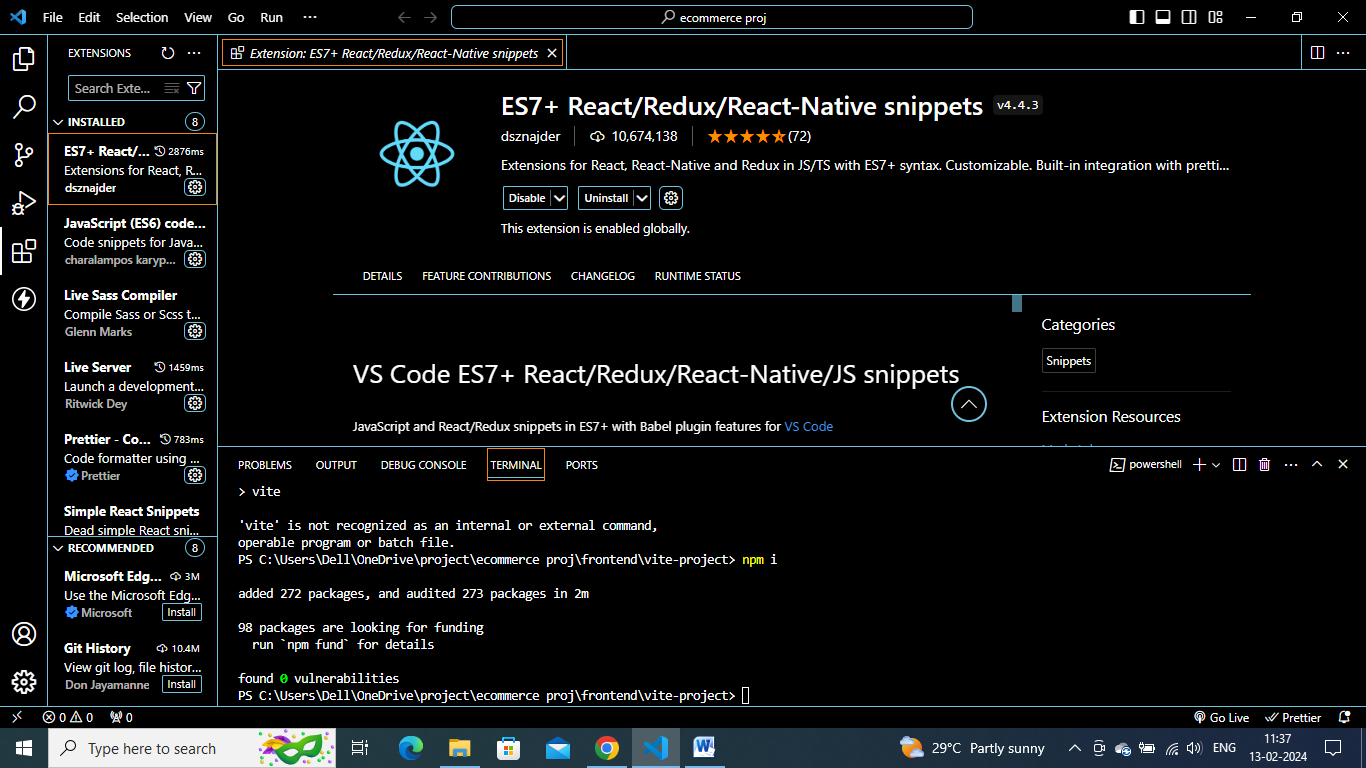 File Edit Selection View Go Run ···
ecommerce proj
EXTENSIONS
Search Exte...
INSTALLED 8
ES7+ React/... 2876ms
Extensions for React, R...
dsznajder
JavaScript (ES6) code...
Code snippets for Java...
charalampos karyp...
Live Sass Compiler
Compile Sass or Scss t...
Glenn Marks
Live Server 1459ms
Launch a development...
Ritwick Dey
Prettier - Co... 783ms
Code formatter using ...
Prettier
Simple React Snippets
Dead simple React sni...
RECOMMENDED 8
Microsoft Edg... 3M
Use the Microsoft Edg...
Microsoft Install
Git History 10.4M
View git log, file histor...
Don Jayamanne Install
Extension: ES7+ React/Redux/React-Native snippets
ES7+ React/Redux/React-Native snippets v4.4.3
dsznajder 10,674,138 (72)
Extensions for React, React-Native and Redux in JS/TS with ES7+ syntax. Customizable. Built-in integration with pretti...
Disable Uninstall
This extension is enabled globally.
DETAILS FEATURE CONTRIBUTIONS CHANGELOG RUNTIME STATUS
VS Code ES7+ React/Redux/React-Native/JS snippets
JavaScript and React/Redux snippets in ES7+ with Babel plugin features for VS Code
Categories
Snippets
Extension Resources
PROBLEMS OUTPUT DEBUG CONSOLE TERMINAL PORTS
powershell
> vite
'vite' is not recognized as an internal or external command,
operable program or batch file.
PS C:\Users\Dell\OneDrive\project\ecommerce proj\frontend\vite-project> npm i
added 272 packages, and audited 273 packages in 2m
98 packages are looking for funding
run `npm fund` for details
found 0 vulnerabilities
PS C:\Users\Dell\OneDrive\project\ecommerce proj\frontend\vite-project>
0 0 0
Go Live Prettier
Type here to search
29°C Partly sunny
ENG
11:37
13-02-2024